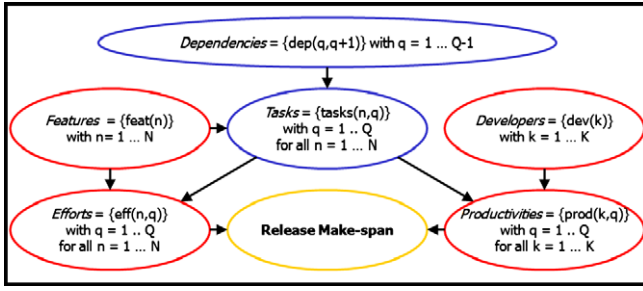 Dependencies = {dep(q,q+1)} with q = 1 ... Q-1
Features = {feat(n)}
with n= 1 ... N
Tasks = {tasks(n,q)}
with q = 1 .. Q
for all n = 1 ... N
Developers = {dev(k)}
with k = 1 ... K
Efforts = {eff(n,q)}
with q = 1 .. Q
for all n = 1 ... N
Release Make-span
Productivities = {prod(k,q)}
with q = 1 .. Q
for all k = 1 ... K